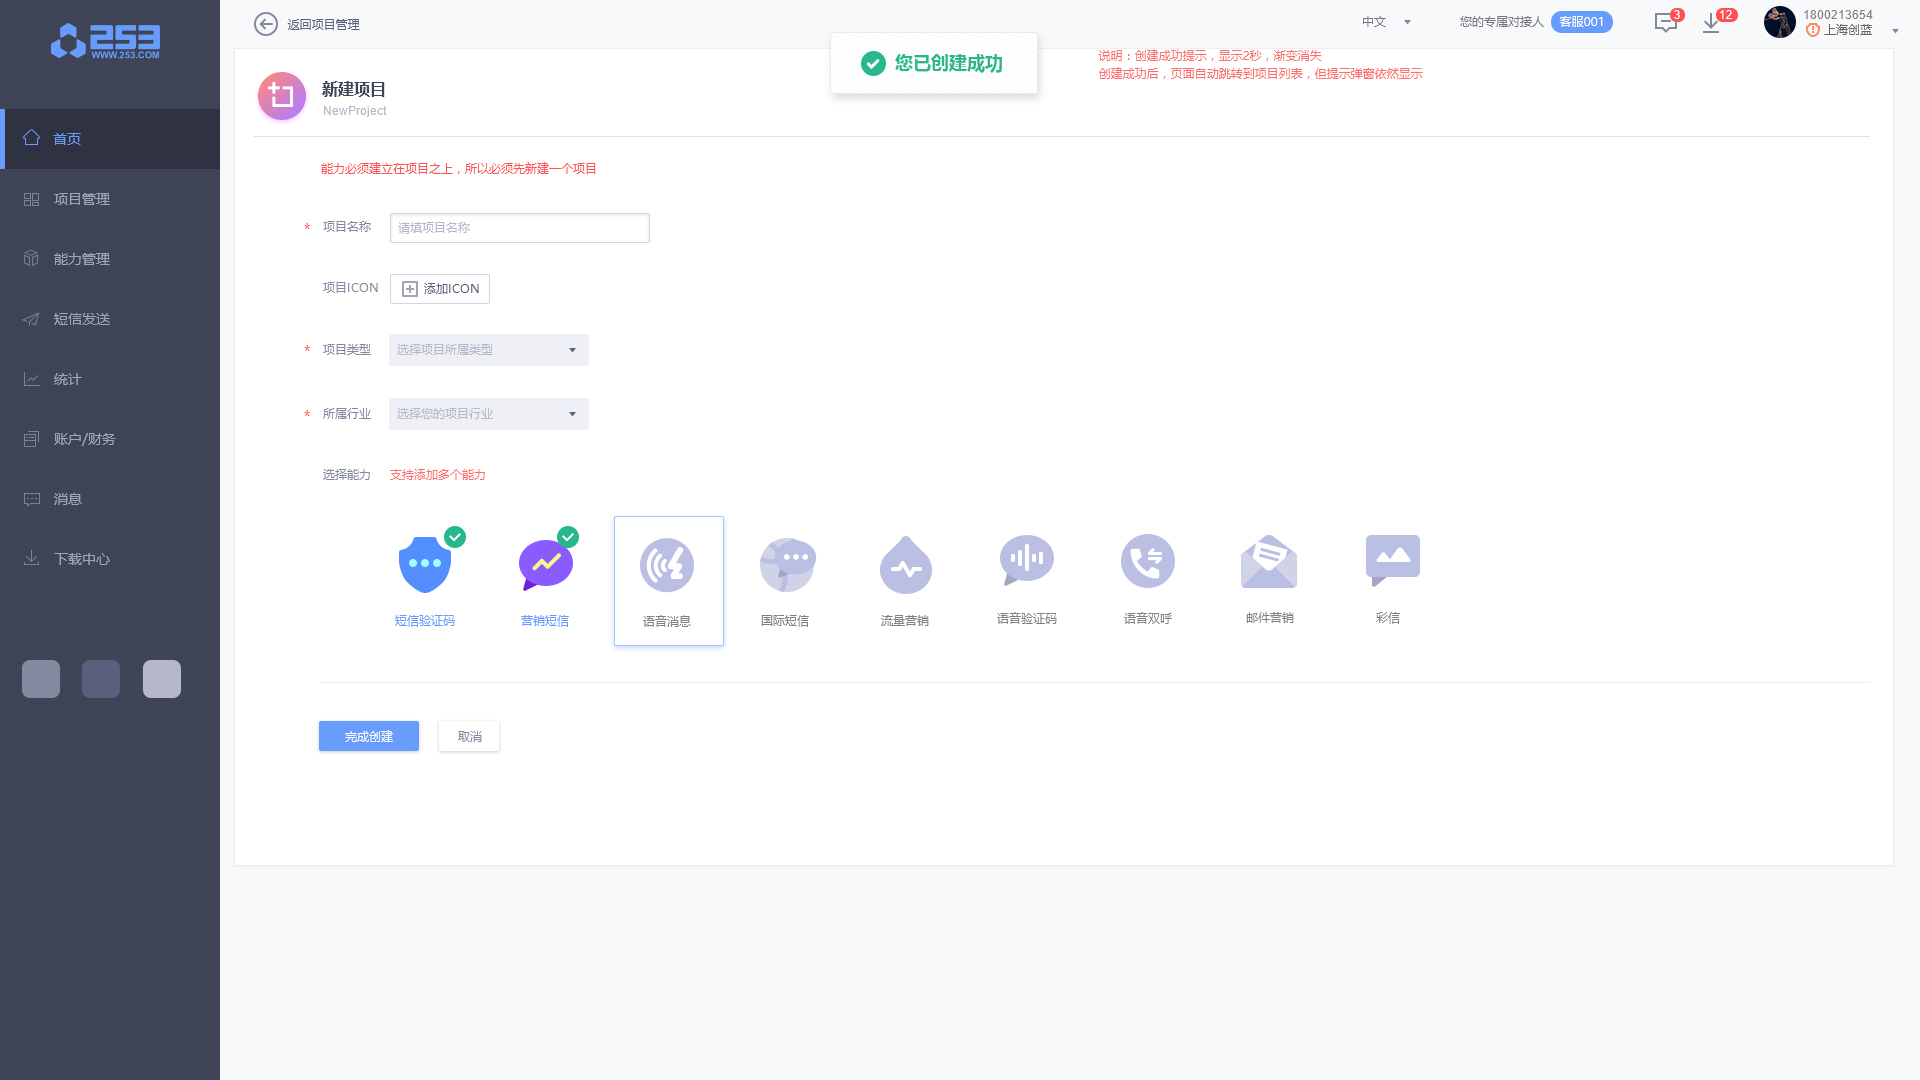 253
WWW.253.COM
首页
项目管理
能力管理
短信发送
统计
账户/财务
消息
下载中心
返回项目管理
中文
您的专属对接人 客服001
3
12
1800213654
上海创蓝
您已创建成功
说明：创建成功提示，显示2秒，渐变消失
创建成功后，页面自动跳转到项目列表，但提示弹窗依然显示
新建项目
NewProject
能力必须建立在项目之上，所以必须先新建一个项目
* 项目名称 请填项目名称
项目ICON 添加ICON
* 项目类型 选择项目所属类型
* 所属行业 选择您的项目行业
选择能力 支持添加多个能力
短信验证码 营销短信 语音消息 国际短信 流量营销 语音验证码 语音双呼 邮件营销 彩信
完成创建 取消